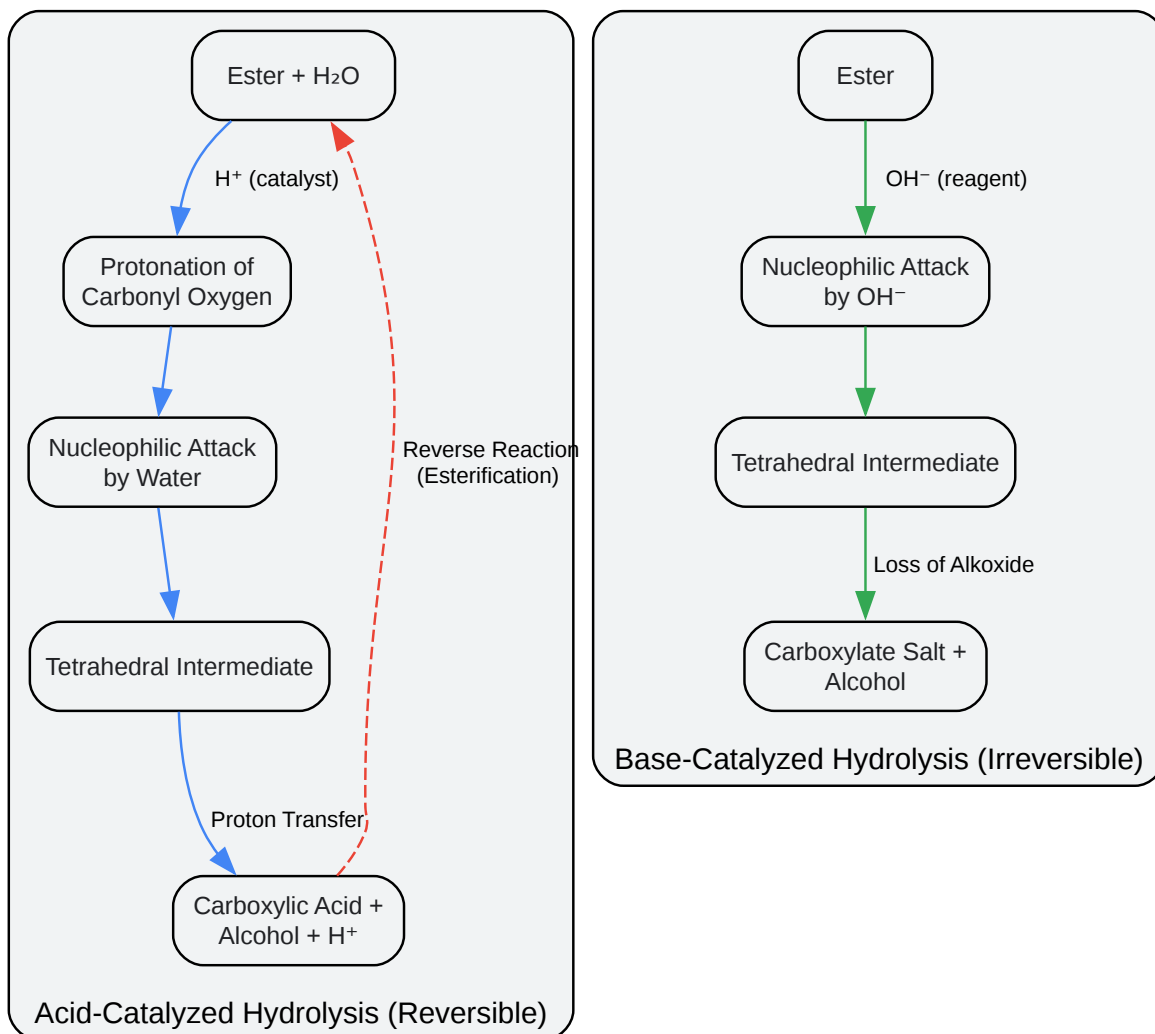 Ester + H₂O
H⁺ (catalyst)
Protonation of
Carbonyl Oxygen
Nucleophilic Attack
by Water
Reverse Reaction
(Esterification)
Tetrahedral Intermediate
Proton Transfer
Carboxylic Acid +
Alcohol + H⁺
Acid-Catalyzed Hydrolysis (Reversible)
Ester
OH⁻ (reagent)
Nucleophilic Attack
by OH⁻
Tetrahedral Intermediate
Loss of Alkoxide
Carboxylate Salt +
Alcohol
Base-Catalyzed Hydrolysis (Irreversible)